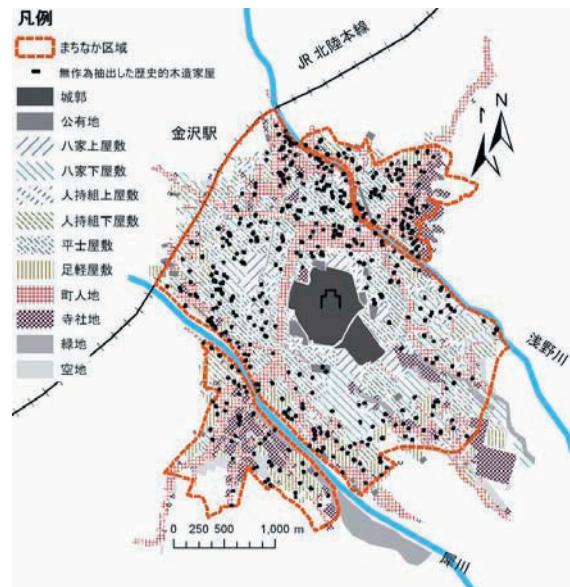 凡例
まちなか区域
無作為抽出した歴史的木造家屋
城郭
公有地
八家上屋敷
八家下屋敷
人持組上屋敷
人持組下屋敷
平士屋敷
足軽屋敷
町人地
寺社地
緑地
空地
JR 北陸本線
金沢駅
N
浅野川
犀川
0 250 500 1,000 m